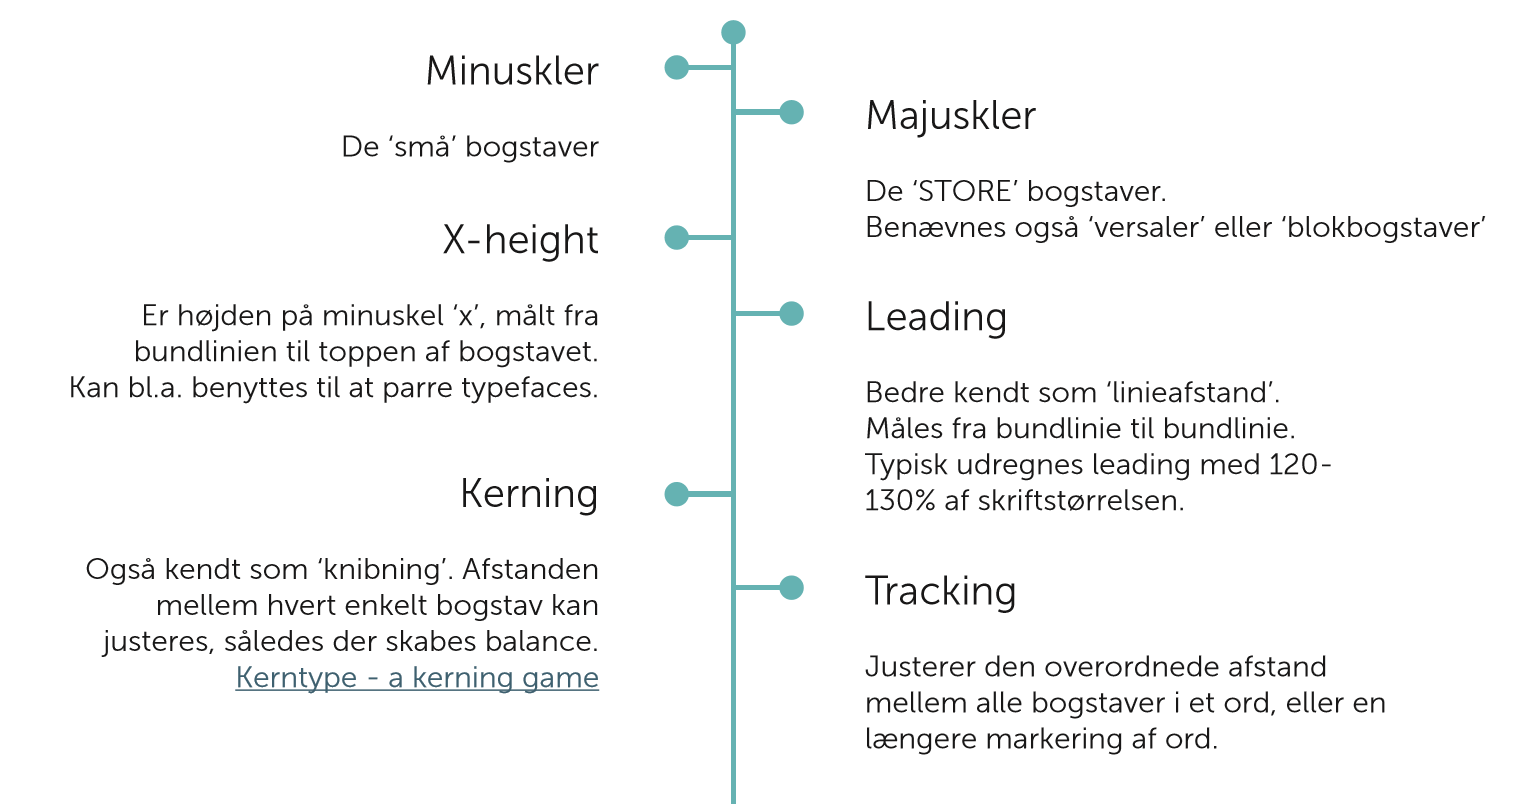 Minuskler
De ‘små’ bogstaver
Majuskler
De ‘STORE’ bogstaver.
Benævnes også ‘versaler’ eller ‘blokbogstaver’
X-height
Er højden på minuskel ‘x’, målt fra
bundlinien til toppen af bogstavet.
Kan bl.a. benyttes til at parre typefaces.
Leading
Bedre kendt som ‘linieafstand’.
Måles fra bundlinie til bundlinie.
Typisk udregnes leading med 120-
130% af skriftstørrelsen.
Kerning
Også kendt som ‘knibning’. Afstanden
mellem hvert enkelt bogstav kan
justeres, således der skabes balance.
Kerntype - a kerning game
Tracking
Justerer den overordnede afstand
mellem alle bogstaver i et ord, eller en
længere markering af ord.